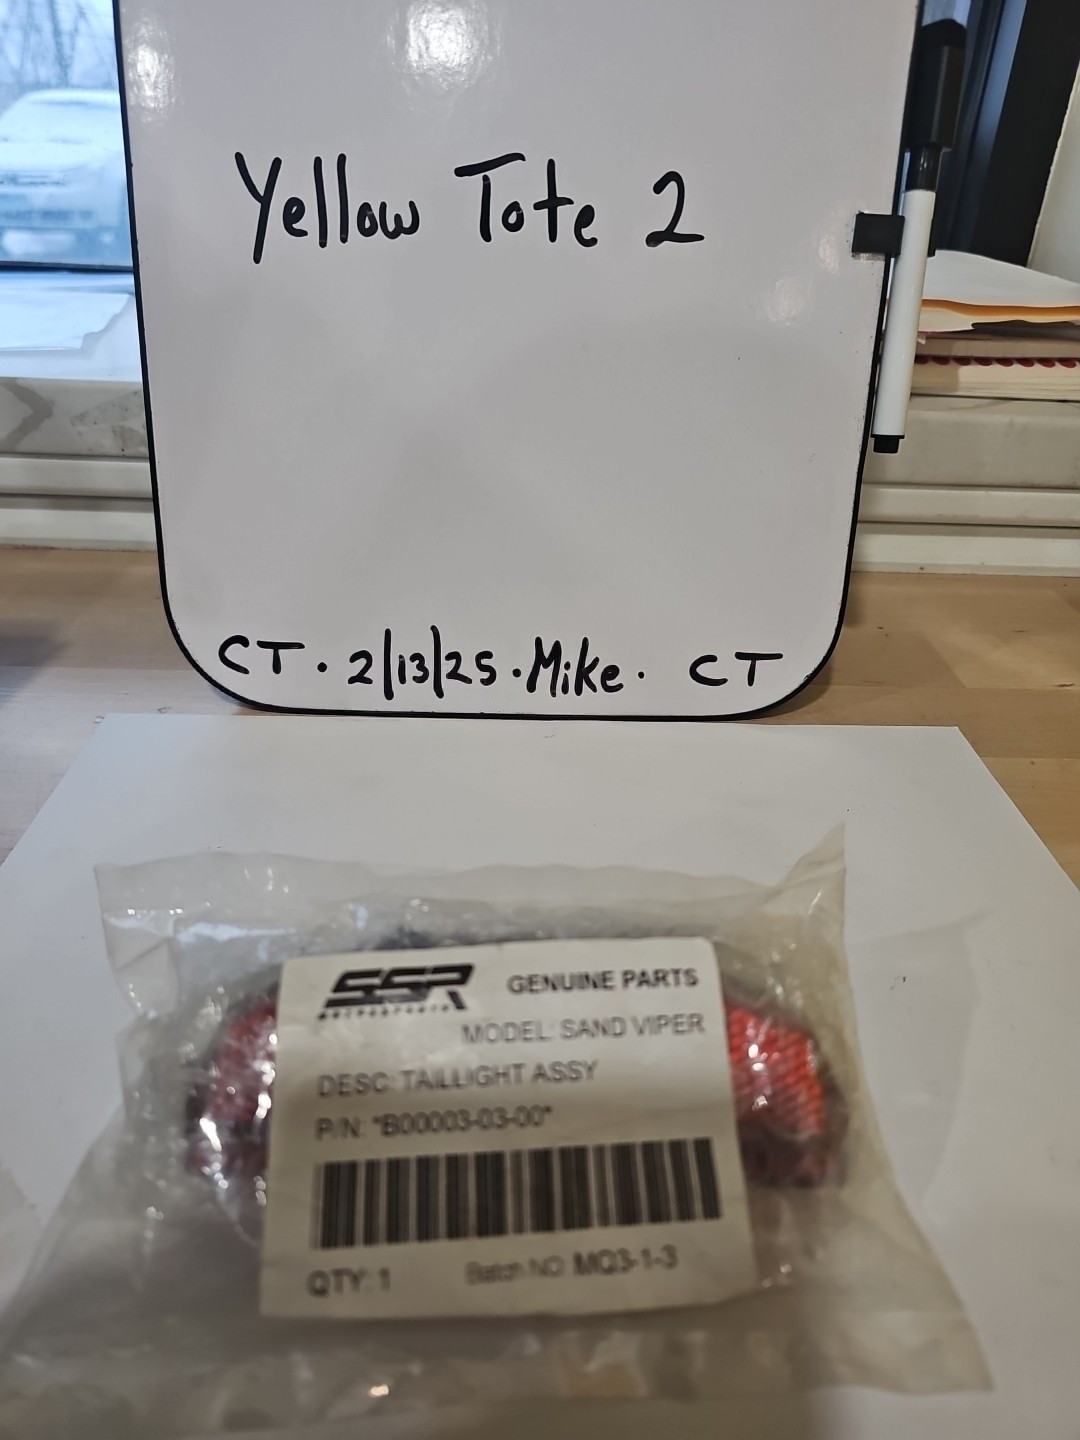 Yellow Tote 2
CT · 2/13/25 · Mike · CT
SSR GENUINE PARTS
MOTORSPORTS
MODEL: SAND VIPER
DESC: TAILLIGHT ASSY
P/N: *B00003-03-00*
QTY: 1 Batch NO: MQ3-1-3